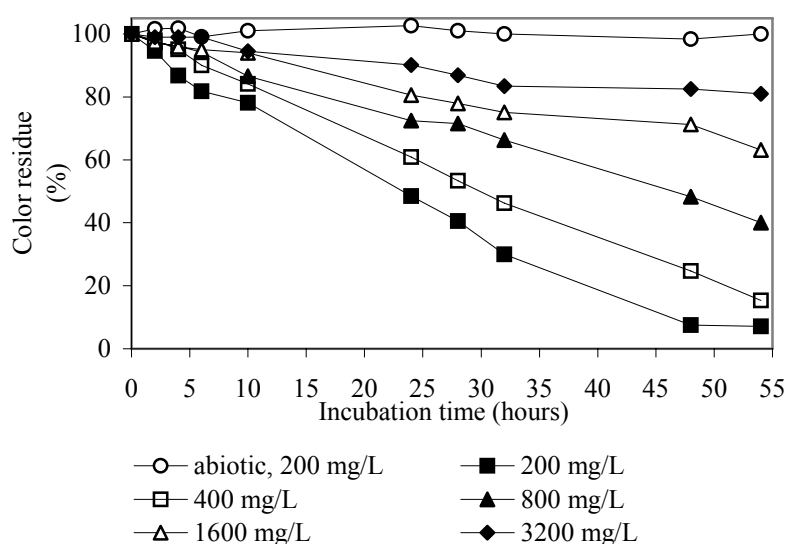 100
80
60
40
20
0
Color residue
(%)
0 5 10 15 20 25 30 35 40 45 50 55
Incubation time (hours)
abiotic, 200 mg/L 200 mg/L
400 mg/L 800 mg/L
1600 mg/L 3200 mg/L